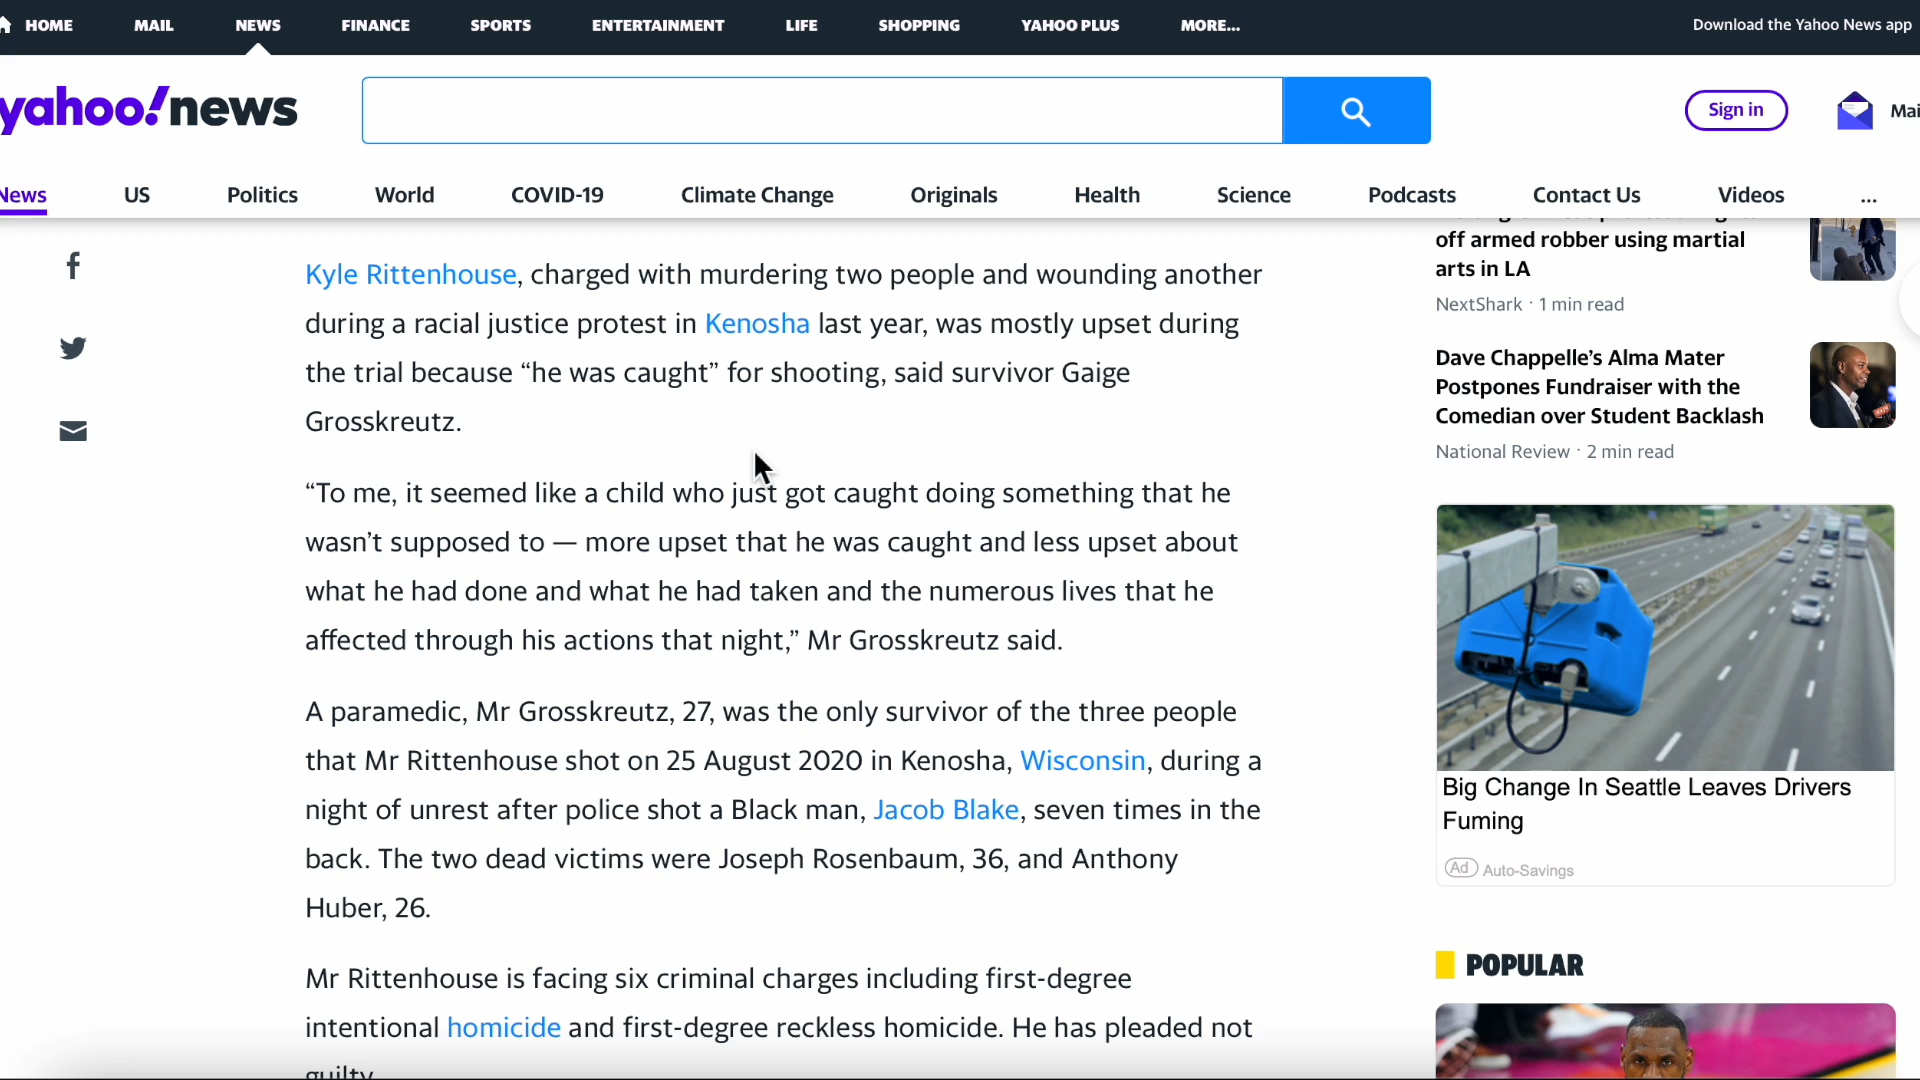 HOME
MAIL
NEWS
FINANCE
SPORTS
ENTERTAINMENT
LIFE
SHOPPING
YAHOO PLUS
MORE...
Download the Yahoo News app
yahoo!news
Sign in
Mai
News
US
Politics
World
COVID-19
Climate Change
Originals
Health
Science
Podcasts
Contact Us
Videos
...
Kyle Rittenhouse, charged with murdering two people and wounding another
during a racial justice protest in Kenosha last year, was mostly upset during
the trial because “he was caught” for shooting, said survivor Gaige
Grosskreutz.
“To me, it seemed like a child who just got caught doing something that he
wasn’t supposed to — more upset that he was caught and less upset about
what he had done and what he had taken and the numerous lives that he
affected through his actions that night,” Mr Grosskreutz said.
A paramedic, Mr Grosskreutz, 27, was the only survivor of the three people
that Mr Rittenhouse shot on 25 August 2020 in Kenosha, Wisconsin, during a
night of unrest after police shot a Black man, Jacob Blake, seven times in the
back. The two dead victims were Joseph Rosenbaum, 36, and Anthony
Huber, 26.
Mr Rittenhouse is facing six criminal charges including first-degree
intentional homicide and first-degree reckless homicide. He has pleaded not
guilty
off armed robber using martial
arts in LA
NextShark · 1 min read
Dave Chappelle’s Alma Mater
Postpones Fundraiser with the
Comedian over Student Backlash
National Review · 2 min read
Big Change In Seattle Leaves Drivers
Fuming
Ad Auto-Savings
POPULAR